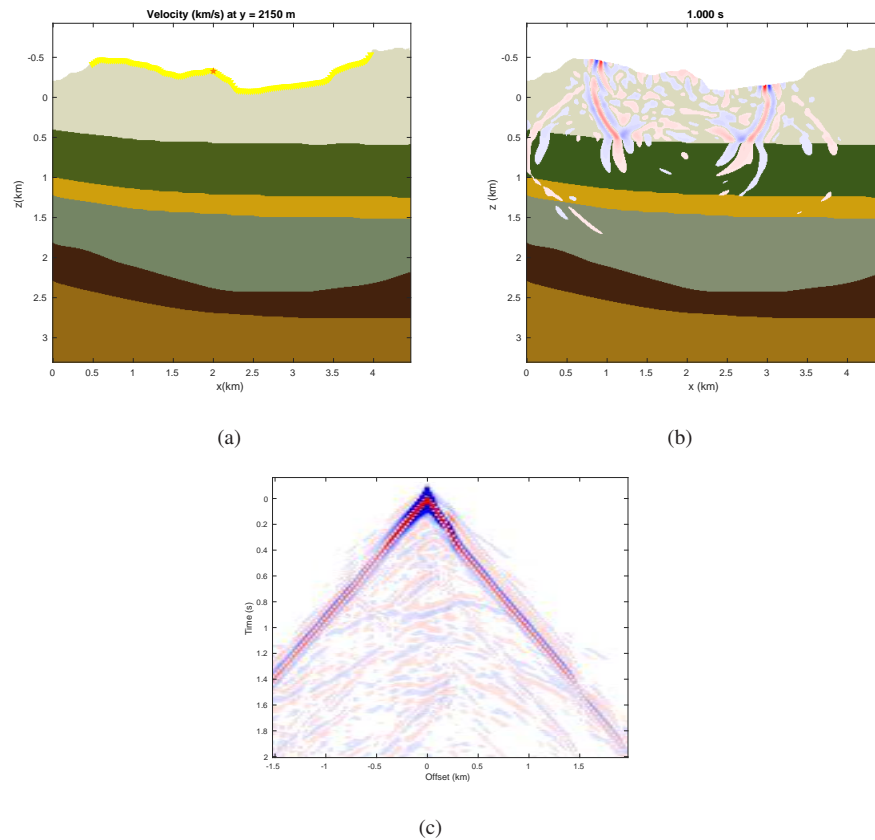 Velocity (km/s) at y = 2150 m
-0.5
0
0.5
1
1.5
2
2.5
3
z(km)
0 0.5 1 1.5 2 2.5 3 3.5 4
x(km)
(a)
1.000 s
-0.5
0
0.5
1
1.5
2
2.5
3
z (km)
0 0.5 1 1.5 2 2.5 3 3.5 4
x (km)
(b)
0
0.2
0.4
0.6
0.8
1
1.2
1.4
1.6
1.8
2
Time (s)
-1.5 -1 -0.5 0 0.5 1 1.5
Offset (km)
(c)